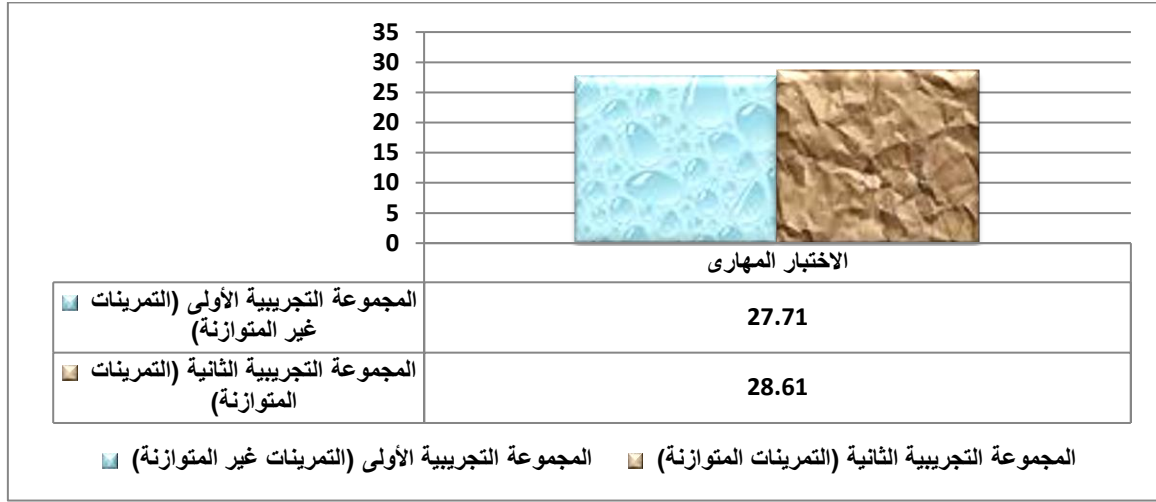 35
30
25
20
15
10
5
0
الاختبار المهارى
المجموعة التجريبية الأولى (التمرينات
غير المتوازنة)
27.71
المجموعة التجريبية الثانية (التمرينات
المتوازنة)
28.61
المجموعة التجريبية الأولى (التمرينات غير المتوازنة)
المجموعة التجريبية الثانية (التمرينات المتوازنة)